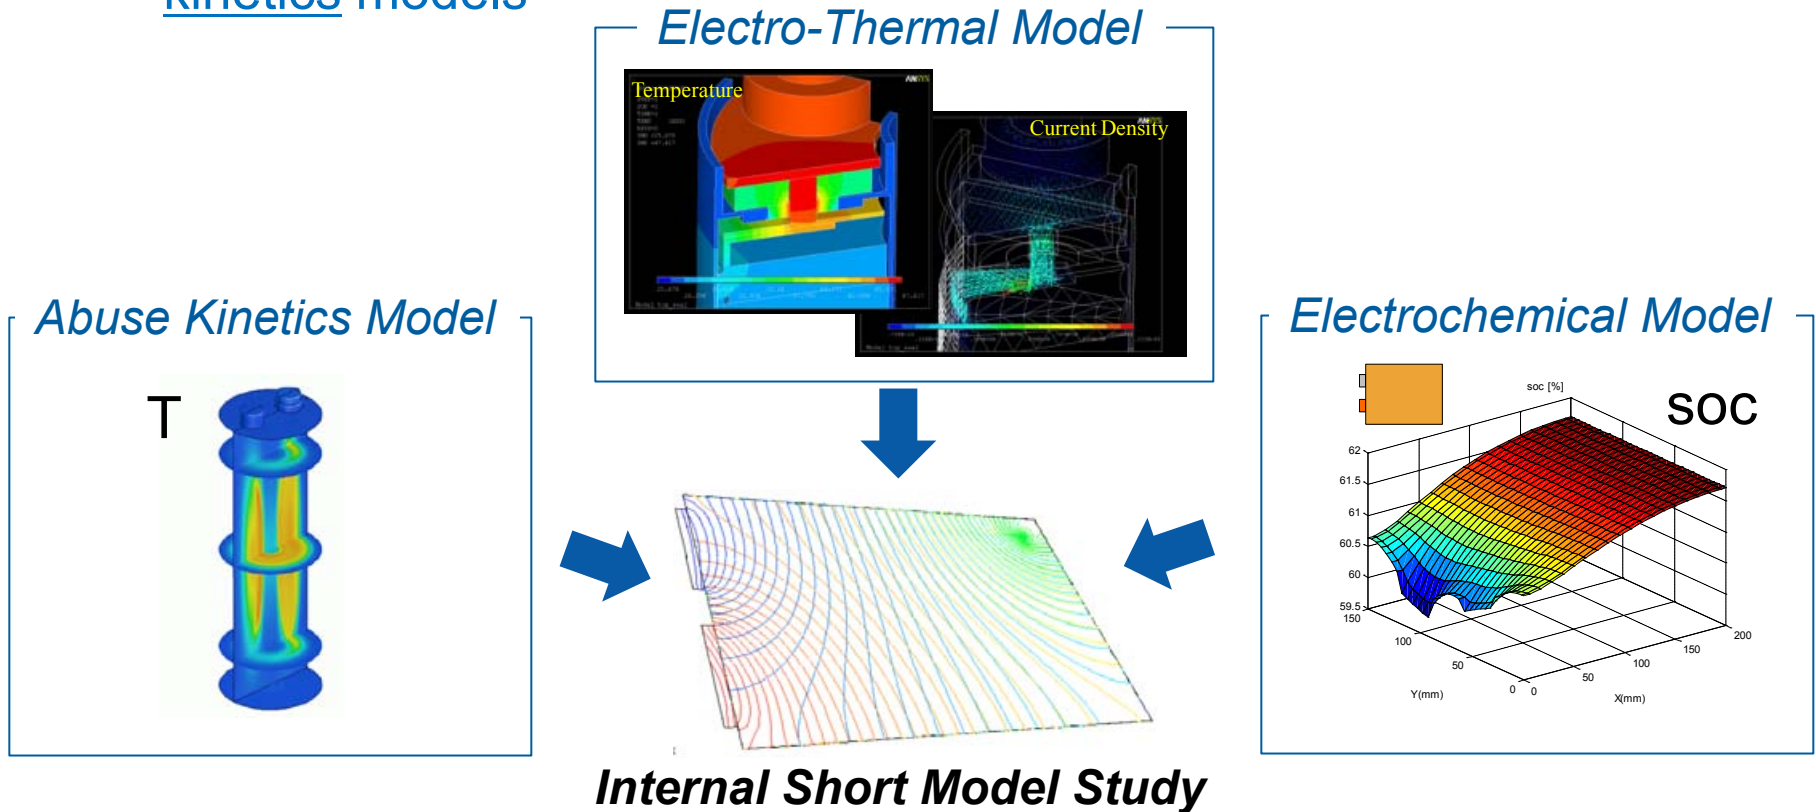 kinetics models
Electro-Thermal Model
Temperature
ANSYS
Current Density
Abuse Kinetics Model
T
Electrochemical Model
soc [%]
SOC
62
61.5
61
60.5
60
59.5
150
100
50
0
0
50
100
150
200
Y(mm)
X(mm)
Internal Short Model Study